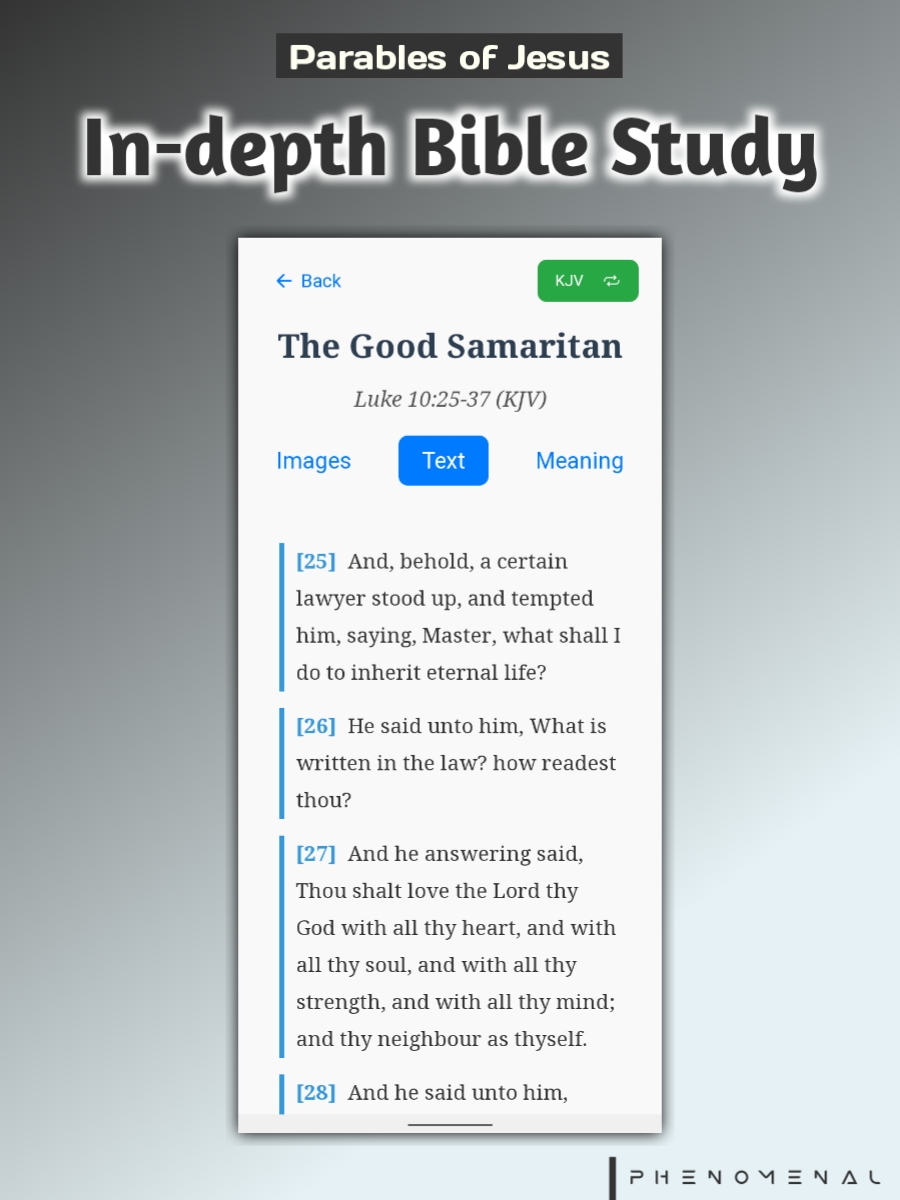 Parables of Jesus
In-depth Bible Study
← Back
KJV
The Good Samaritan
Luke 10:25-37 (KJV)
Images
Text
Meaning
[25] And, behold, a certain
lawyer stood up, and tempted
him, saying, Master, what shall I
do to inherit eternal life?
[26] He said unto him, What is
written in the law? how readest
thou?
[27] And he answering said,
Thou shalt love the Lord thy
God with all thy heart, and with
all thy soul, and with all thy
strength, and with all thy mind;
and thy neighbour as thyself.
[28] And he said unto him,
PHENOMENAL